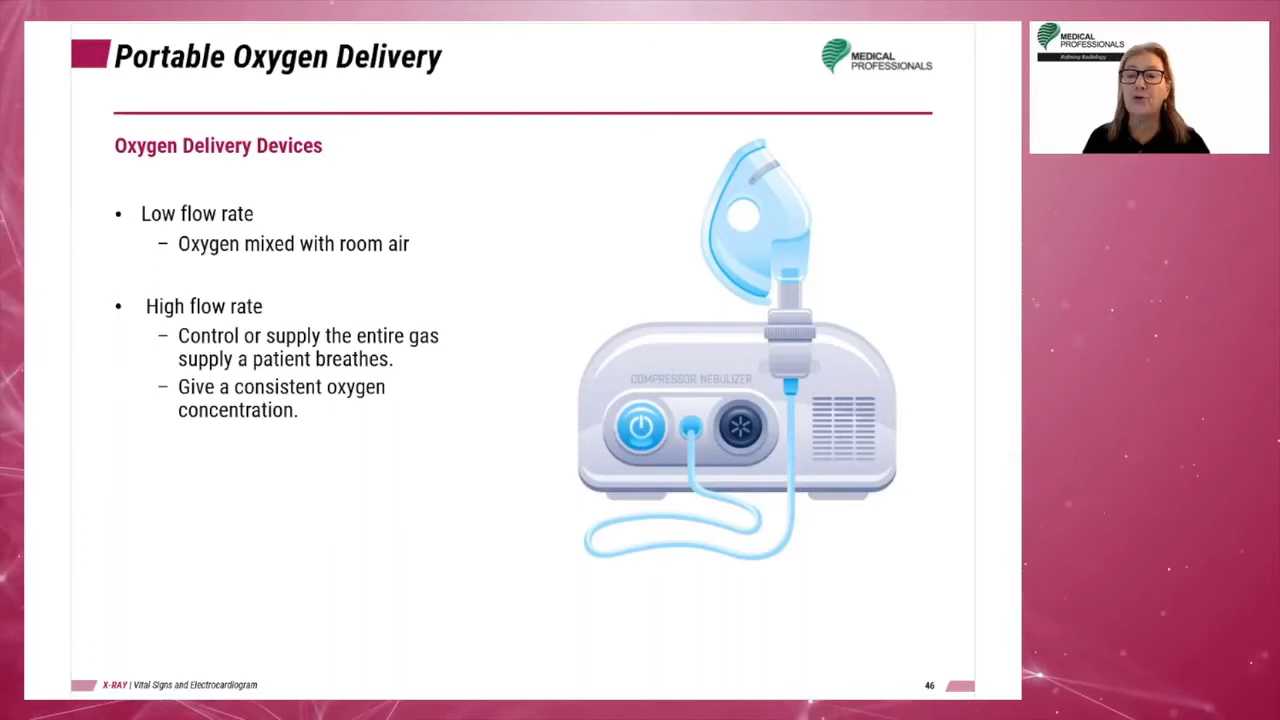 Portable Oxygen Delivery
MEDICAL
PROFESSIONALS
MEDICAL
PROFESSIONALS
Refining Radiology
Oxygen Delivery Devices
• Low flow rate
– Oxygen mixed with room air
• High flow rate
– Control or supply the entire gas
supply a patient breathes.
– Give a consistent oxygen
concentration.
COMPRESSOR NEBULIZER
X-RAY | Vital Signs and Electrocardiogram
46